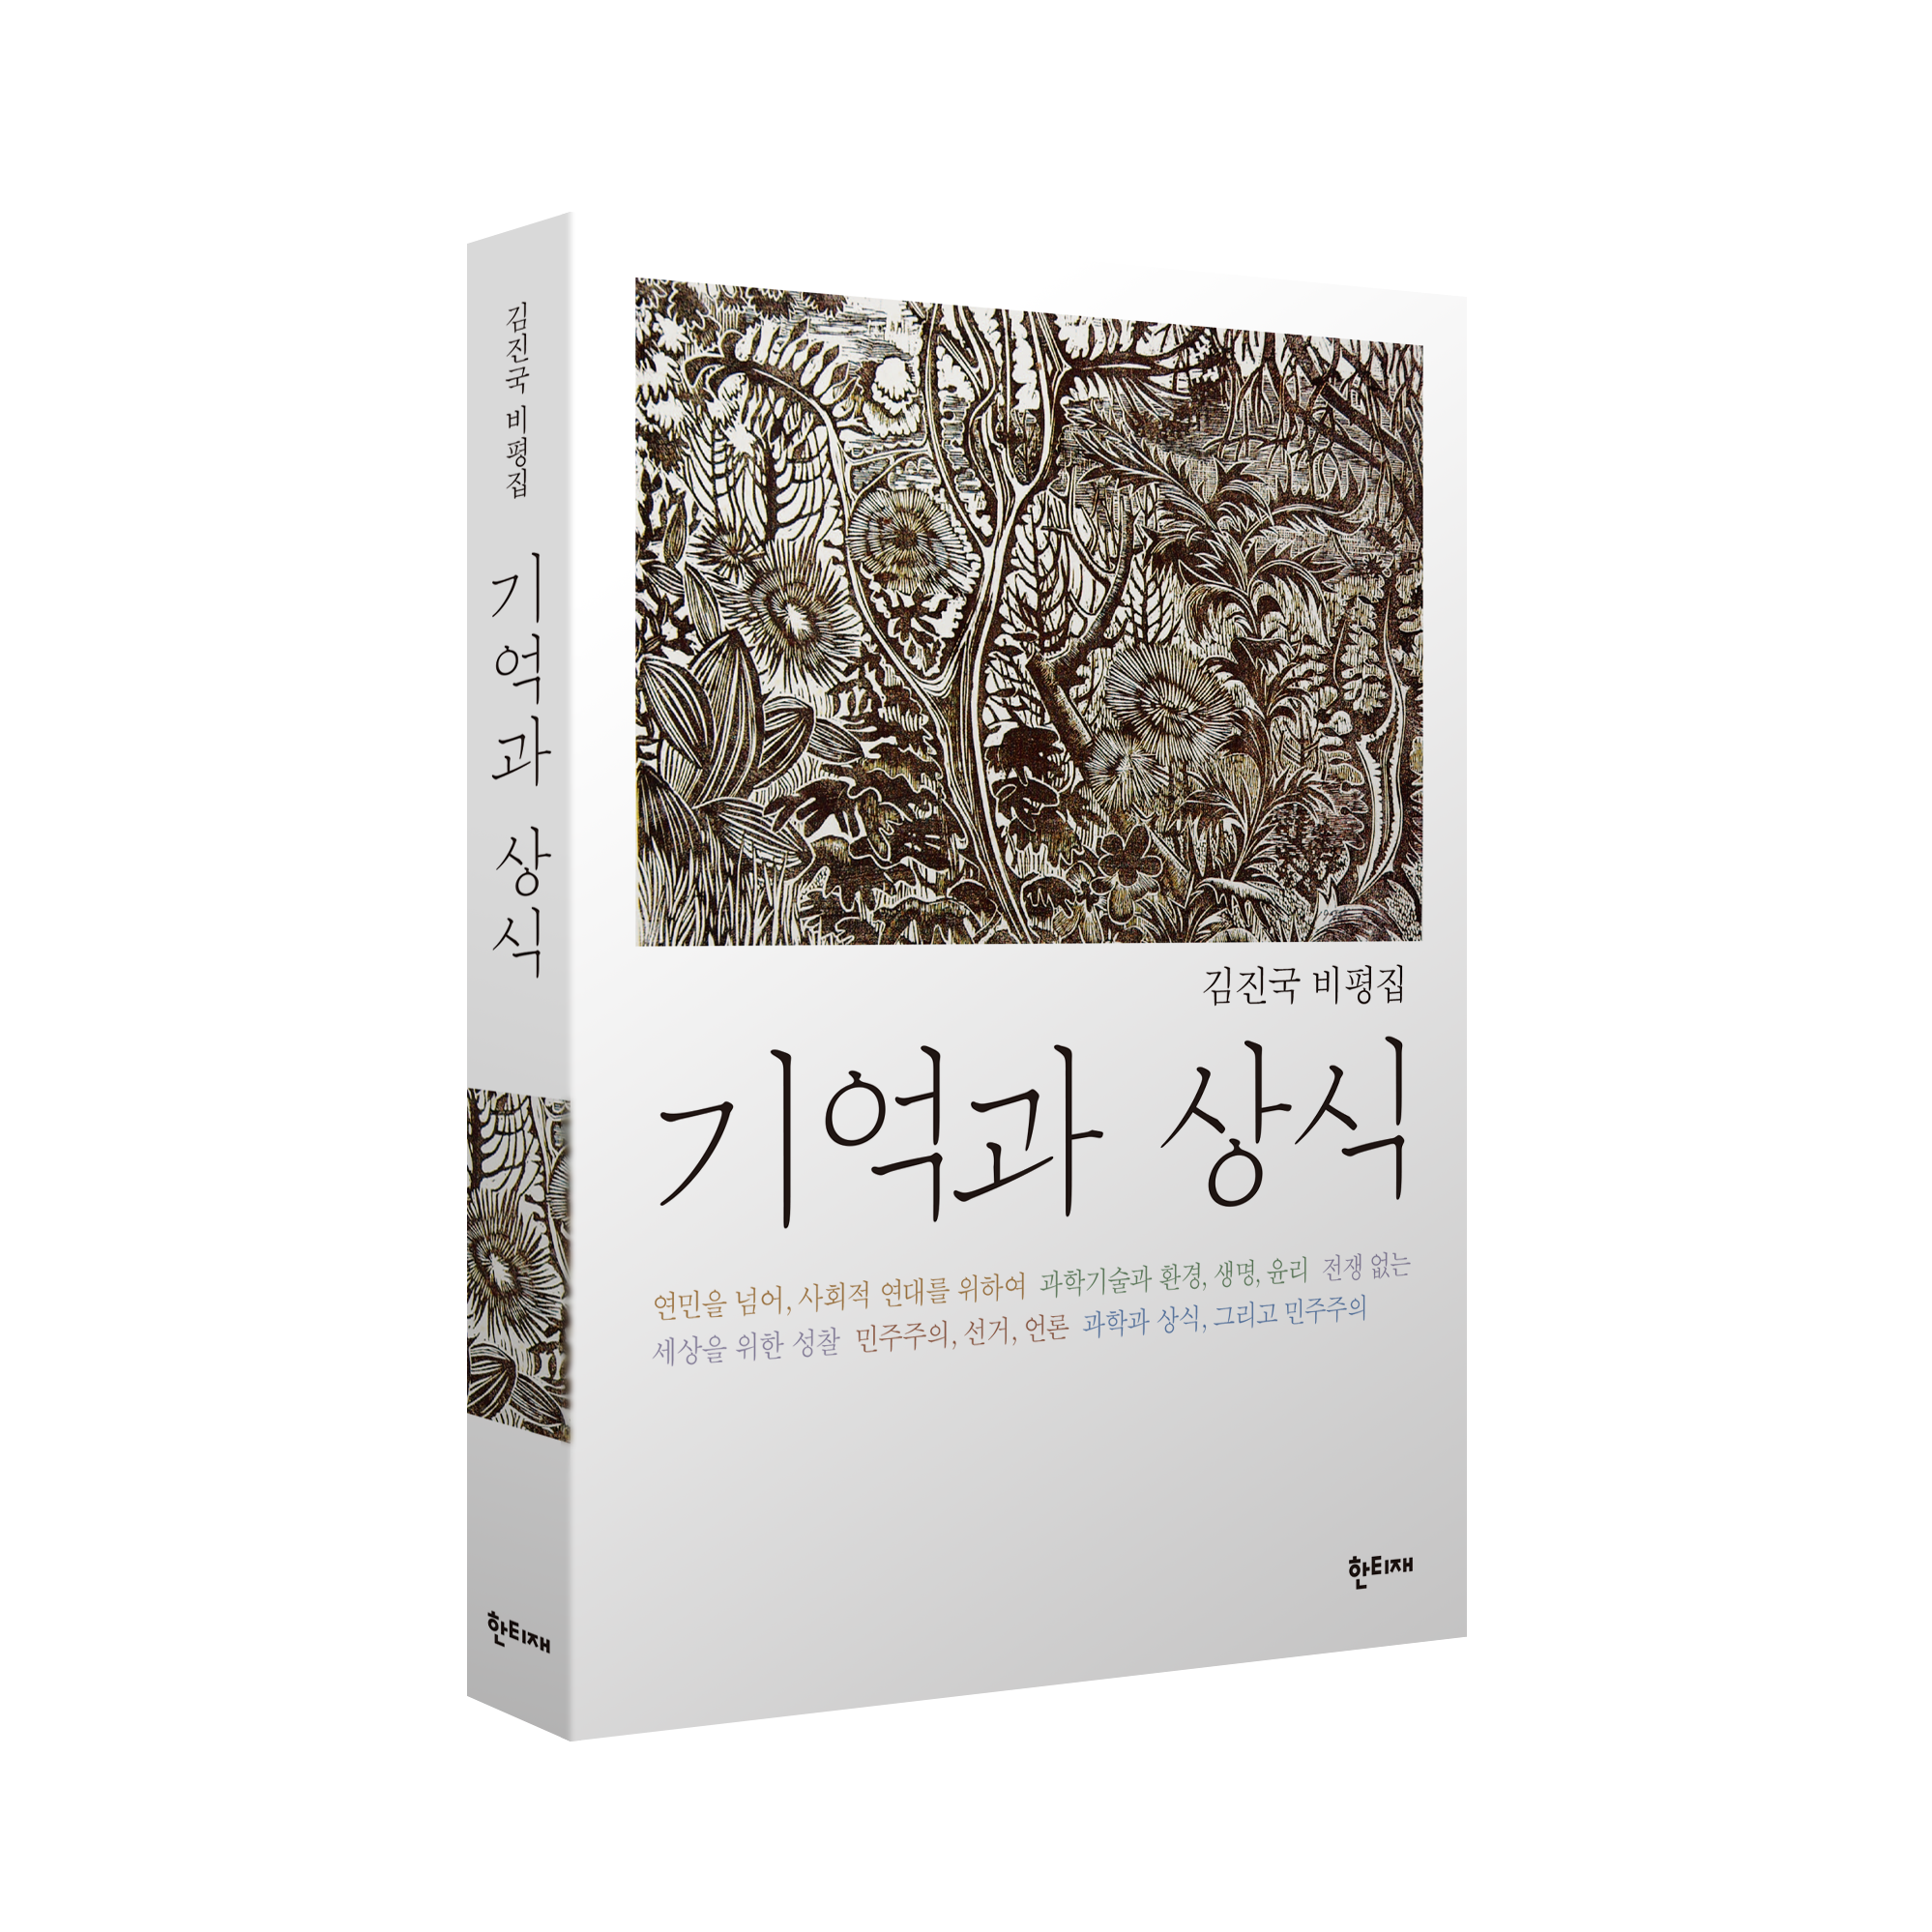 김진국 비평집 기억과 상식
한티재
김진국 비평집
기억과 상식
연민을 넘어, 사회적 연대를 위하여 과학기술과 환경, 생명, 윤리 전쟁 없는
세상을 위한 성찰 민주주의, 선거, 언론 과학과 상식, 그리고 민주주의
한티재